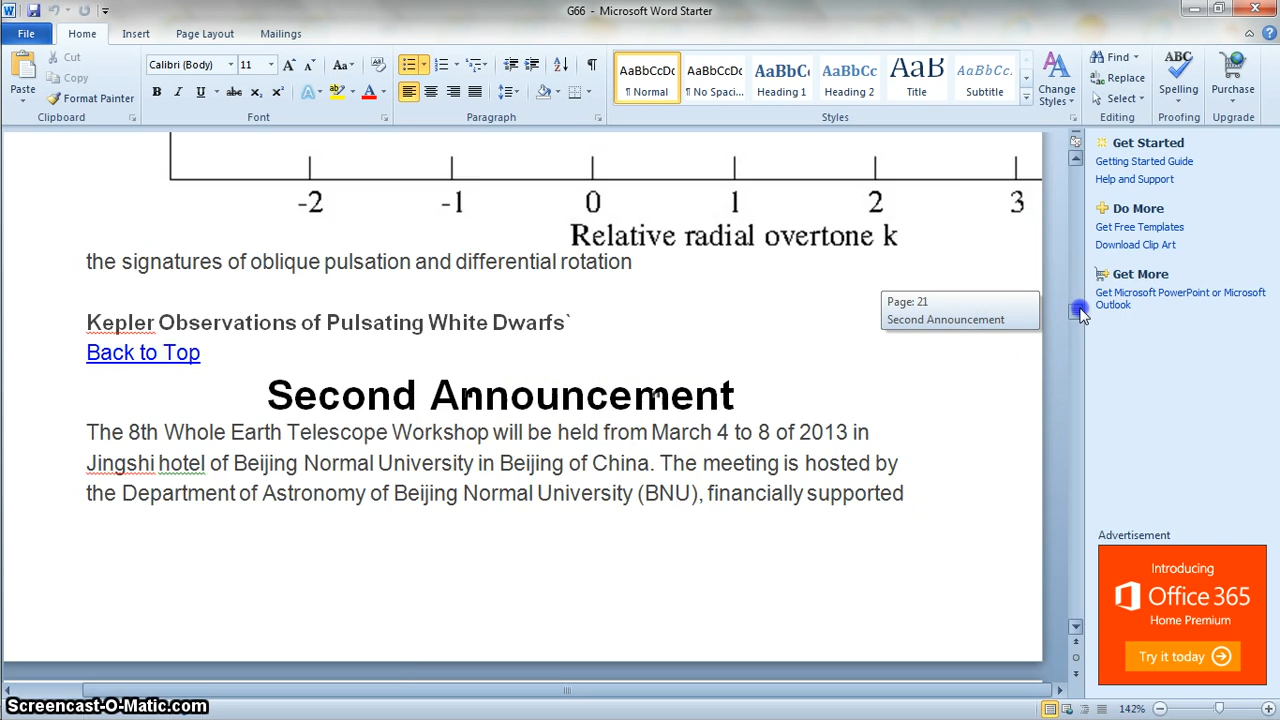 G66 - Microsoft Word Starter
File Home Insert Page Layout Mailings
Paste
Cut
Copy
Format Painter
Clipboard
Calibri (Body) 11
Font
Paragraph
AaBbCcDc AaBbCcDc AaBbCc AaBbCc AaB AaBbCcDc
¶ Normal ¶ No Spaci... Heading 1 Heading 2 Title Subtitle
Change Styles
Styles
Find
Replace
Select
Editing
Spelling
Proofing
Purchase
Upgrade
-2 -1 0 1 2 3
Relative radial overtone k
the signatures of oblique pulsation and differential rotation
Kepler Observations of Pulsating White Dwarfs`
Back to Top
Second Announcement
The 8th Whole Earth Telescope Workshop will be held from March 4 to 8 of 2013 in
Jingshi hotel of Beijing Normal University in Beijing of China. The meeting is hosted by
the Department of Astronomy of Beijing Normal University (BNU), financially supported
Page: 21
Second Announcement
Get Started
Getting Started Guide
Help and Support
Do More
Get Free Templates
Download Clip Art
Get More
Get Microsoft PowerPoint or Microsoft
Outlook
Advertisement
Introducing
Office 365
Home Premium
Try it today
142%
Screencast-O-Matic.com